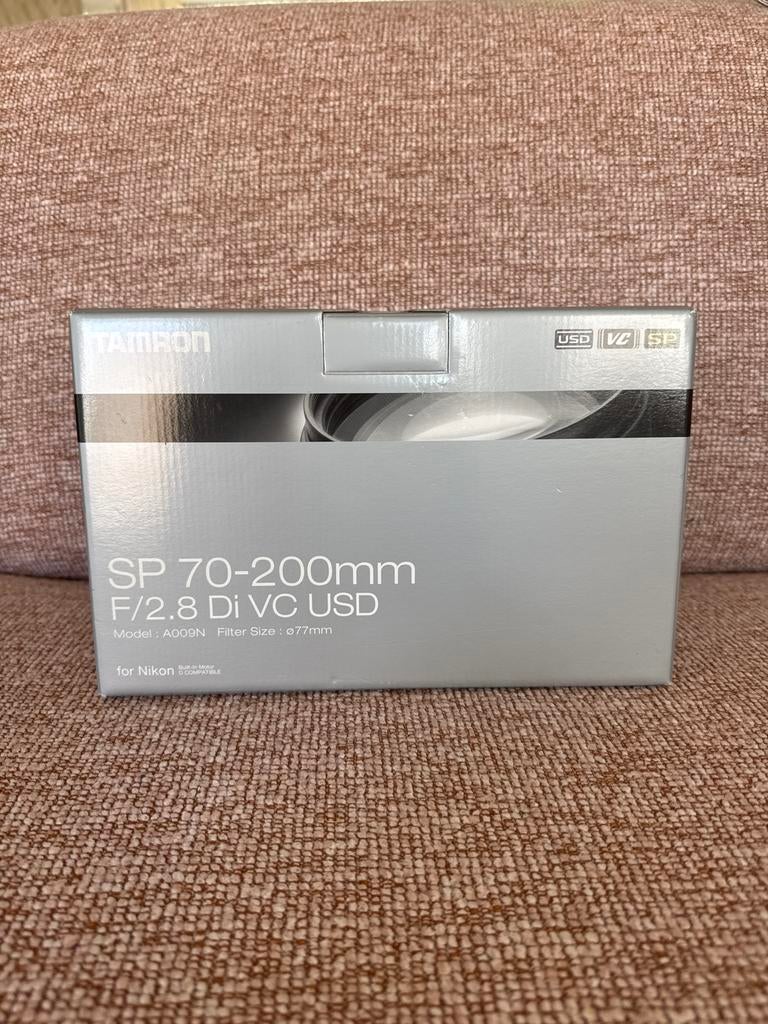 TAMRON
USD VC SP
SP 70-200mm
F/2.8 Di VC USD
Model : A009N Filter Size : ø77mm
for Nikon Built-In Motor
D COMPATIBLE